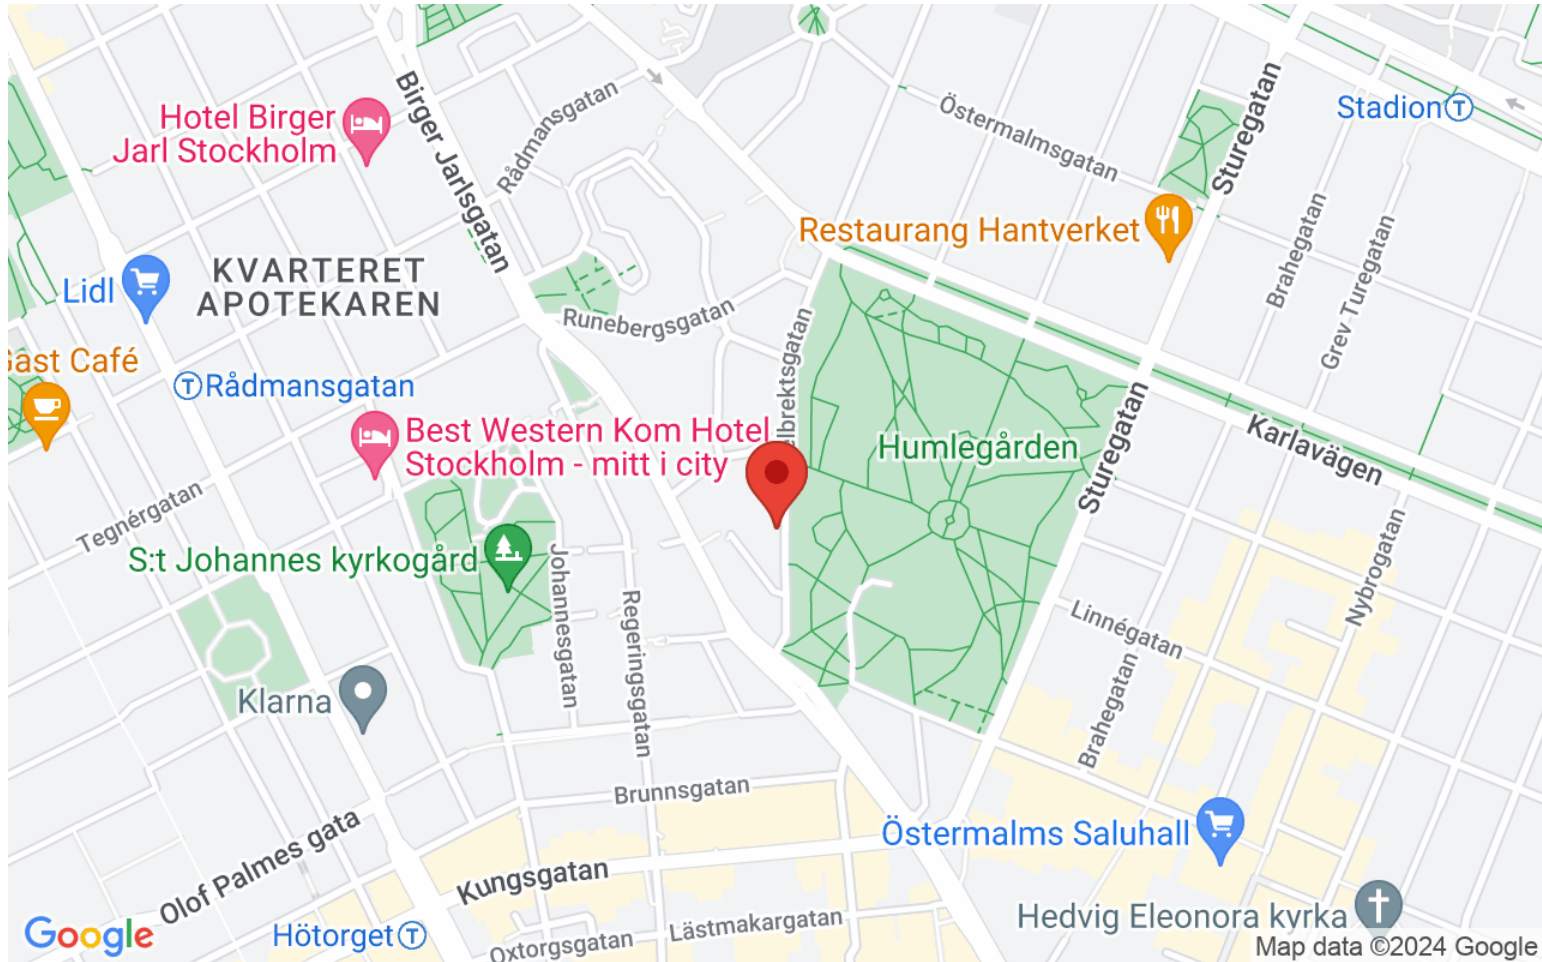 Hotel Birger
Jarl Stockholm
Birger Jarlsgatan
Rådmansgatan
Östermalmsgatan
Sturegatan
Stadion
Restaurang Hantverket
Brahegatan
Grev Turegatan
KVARTERET
APOTEKAREN
Lidl
Runebergsgatan
Café
Rådmansgatan
Best Western Kom Hotel
Stockholm - mitt i city
Humlegården
Sturegatan
Karlavägen
Tegnérgatan
S:t Johannes kyrkogård
Johannesgatan
Regeringsgatan
Nybrogatan
Linnégatan
Brahegatan
Klarna
Brunnsgatan
Östermalms Saluhall
Olof Palmes gata
Kungsgatan
Hedvig Eleonora kyrka
Lästmakargatan
Oxtorgsgatan
Hötorget
Google
Map data ©2024 Google